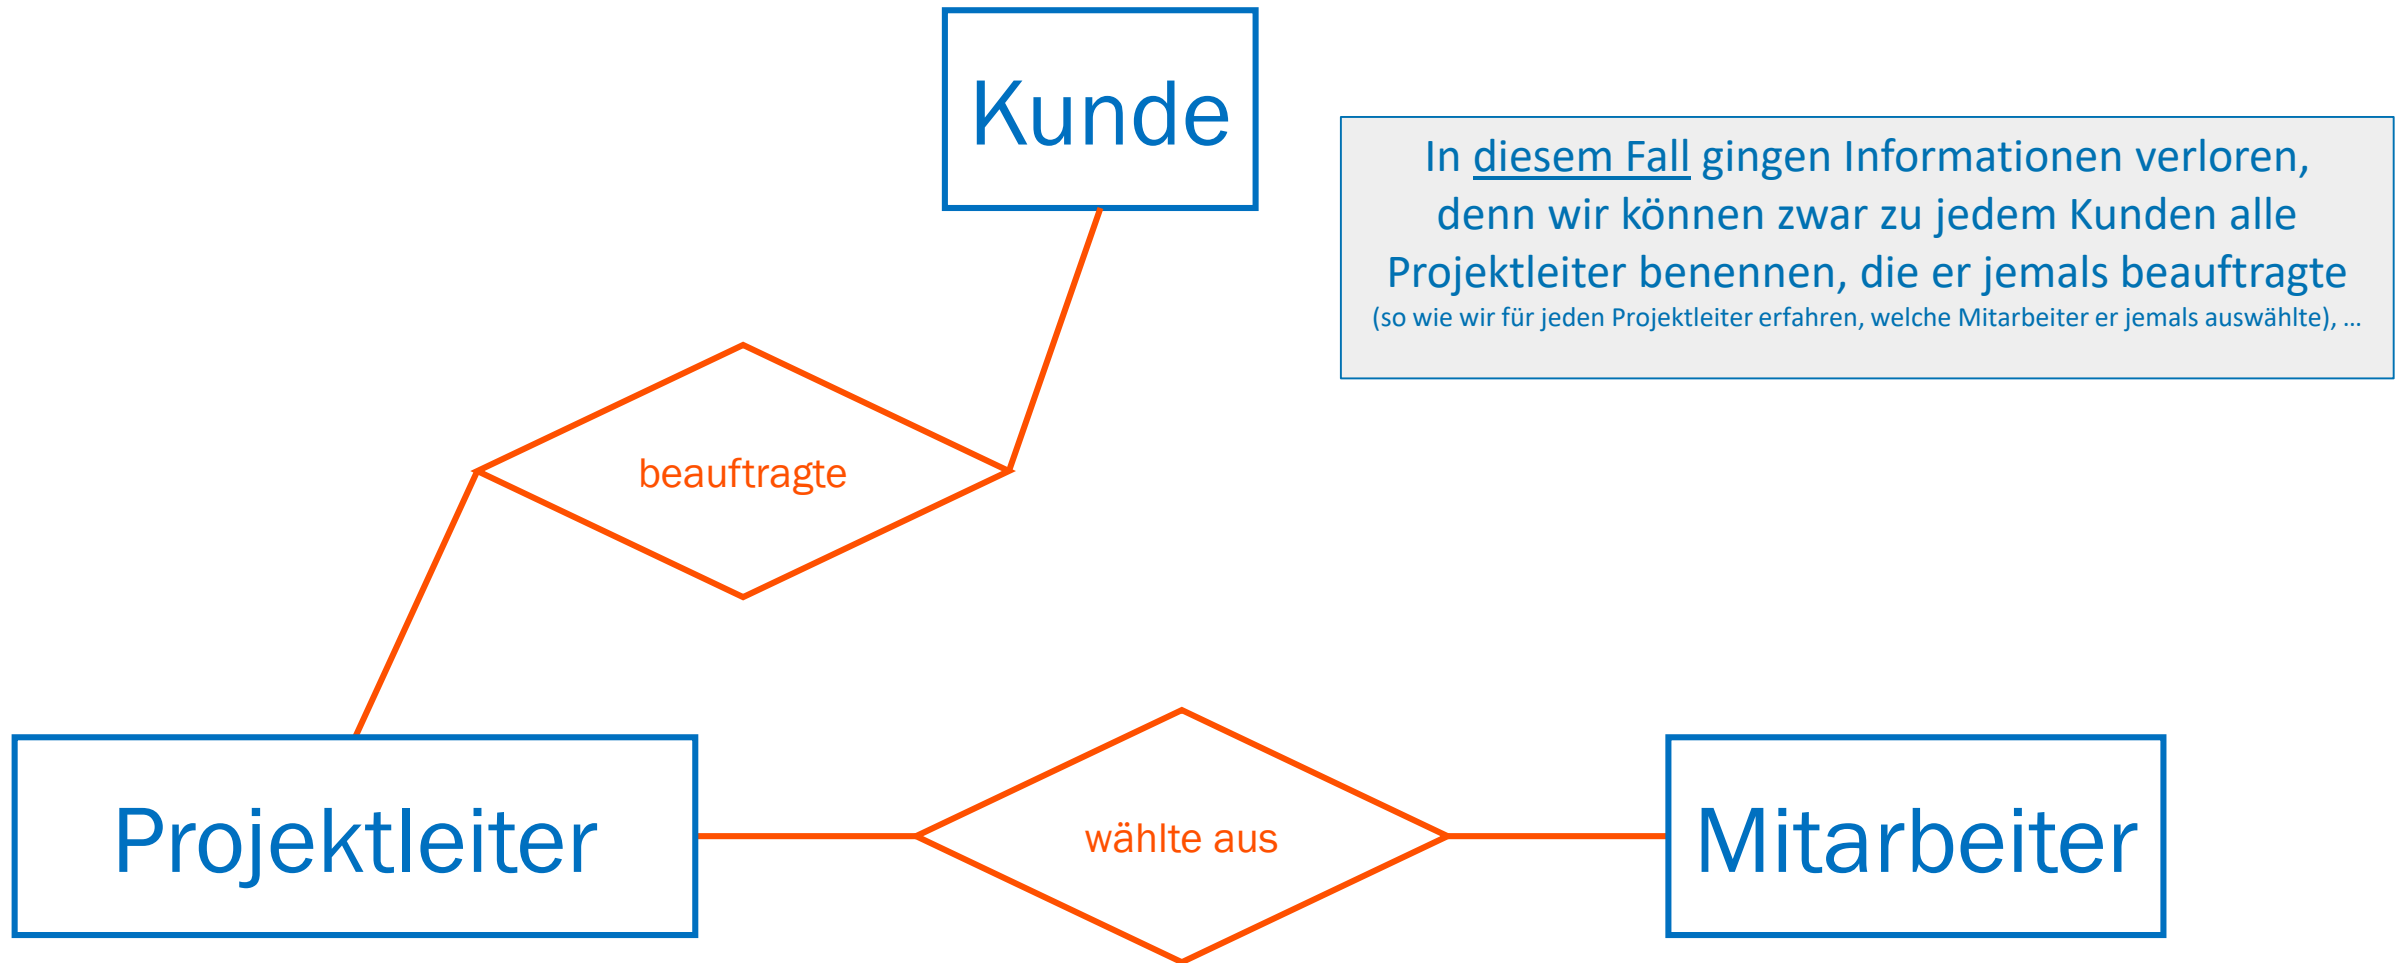 Kunde
In diesem Fall gingen Informationen verloren,
denn wir können zwar zu jedem Kunden alle
Projektleiter benennen, die er jemals beauftragte
(so wie wir für jeden Projektleiter erfahren, welche Mitarbeiter er jemals auswählte), ...
beauftragte
Projektleiter
wählte aus
Mitarbeiter